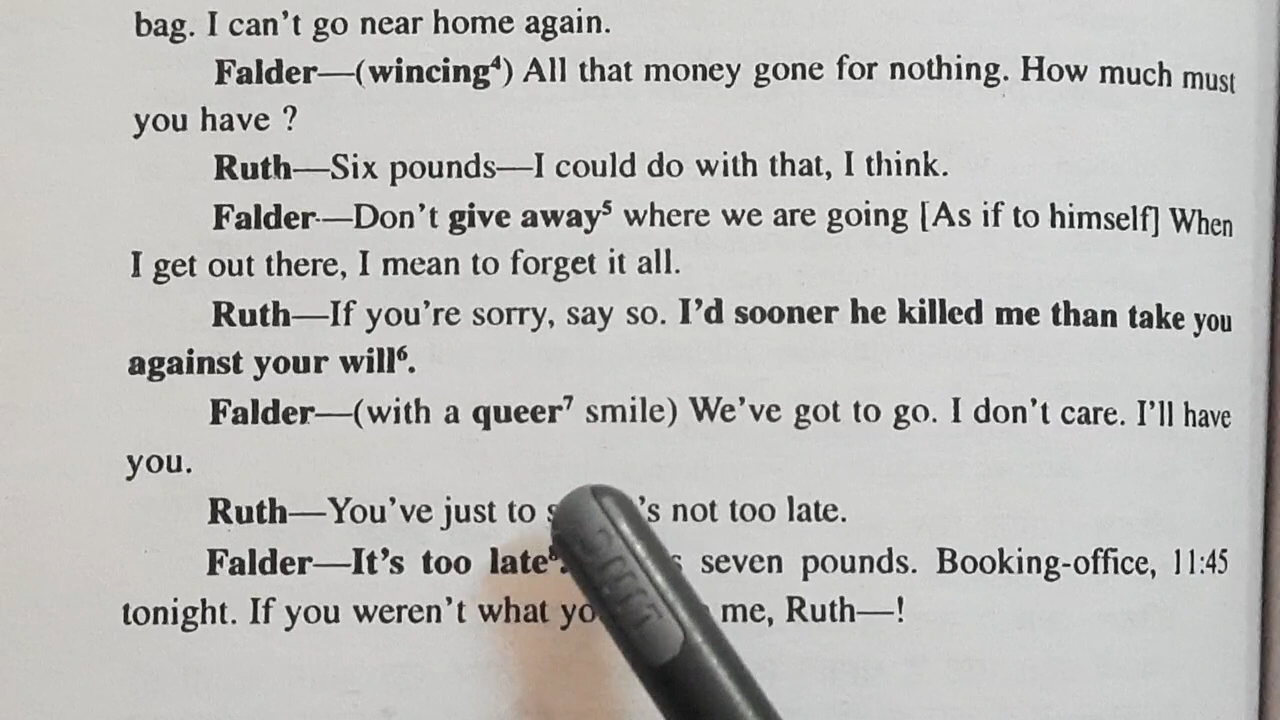 bag. I can't go near home again.
Falder—(wincing⁴) All that money gone for nothing. How much must
you have ?
Ruth—Six pounds—I could do with that, I think.
Falder—Don't give away⁵ where we are going [As if to himself] When
I get out there, I mean to forget it all.
Ruth—If you're sorry, say so. I'd sooner he killed me than take you
against your will⁶.
Falder—(with a queer⁷ smile) We've got to go. I don't care. I'll have
you.
Ruth—You've just to 's not too late.
Falder—It's too late⁸. seven pounds. Booking-office, 11:45
tonight. If you weren't what me, Ruth—!